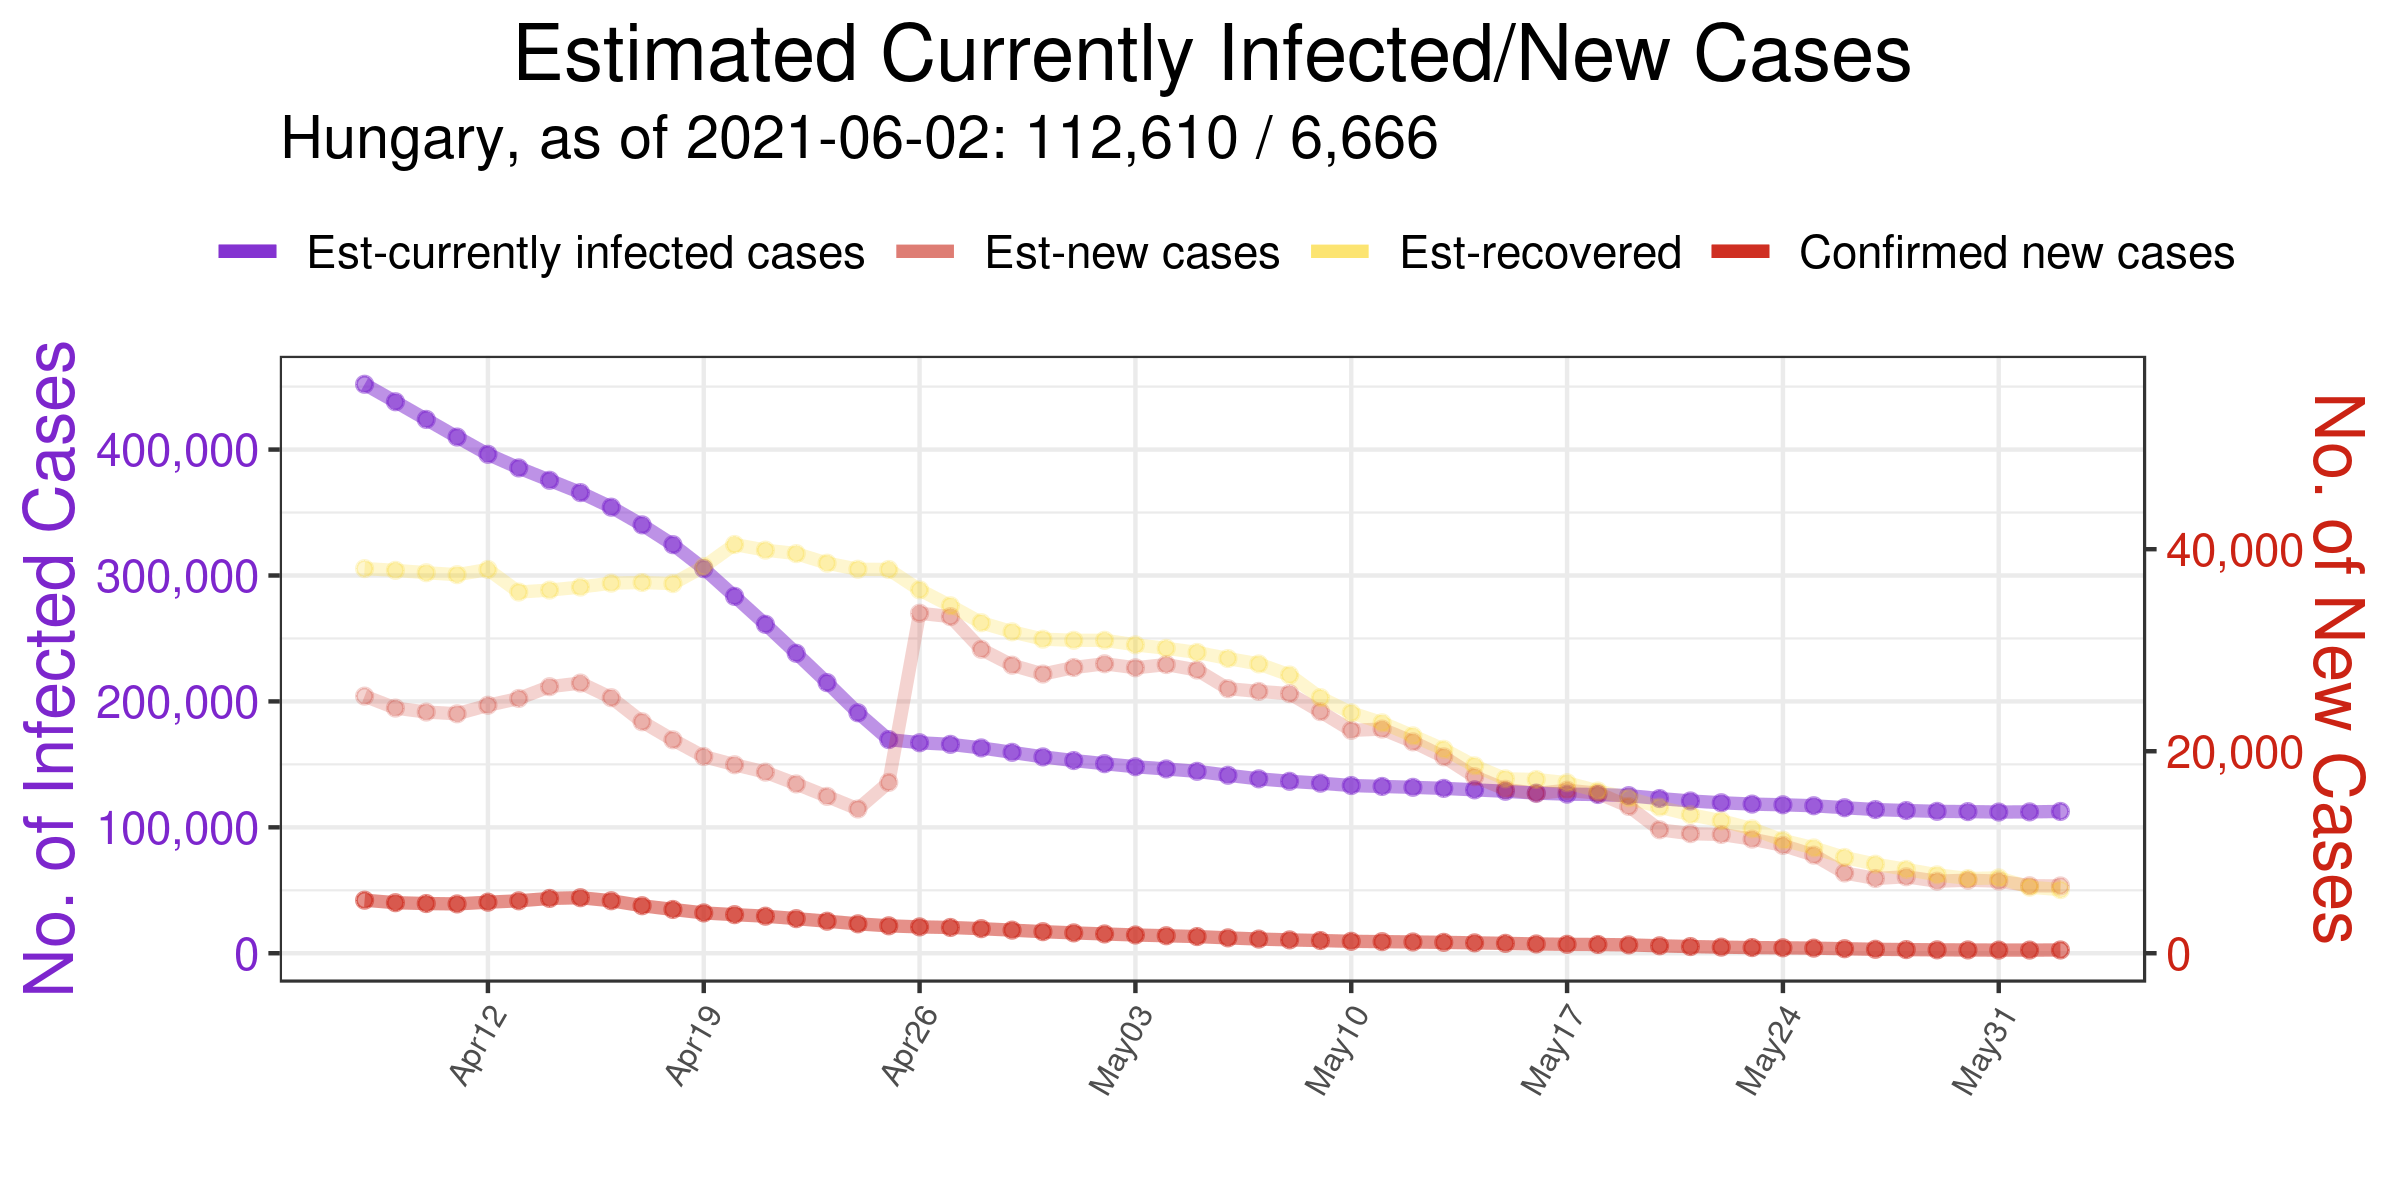 Estimated Currently Infected/New Cases
Hungary, as of 2021-06-02: 112,610 / 6,666
Est-currently infected cases Est-new cases Est-recovered Confirmed new cases
No. of Infected Cases
400,000
300,000
200,000
100,000
0
40,000
20,000
0
No. of New Cases
Apr12 Apr19 Apr26 May03 May10 May17 May24 May31